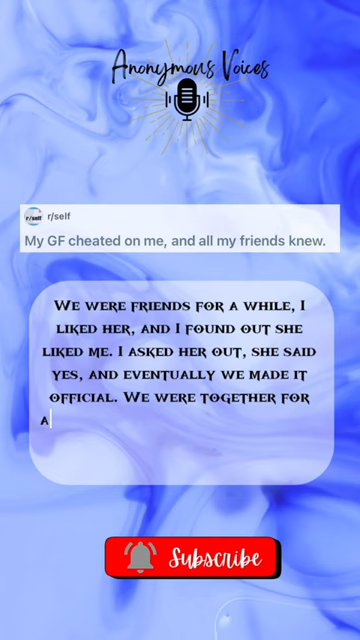 Anonymous Voices
r/self
r/self
My GF cheated on me, and all my friends knew.
We were friends for a while, I
liked her, and I found out she
liked me. I asked her out, she said
yes, and eventually we made it
official. We were together for
a
Subscribe